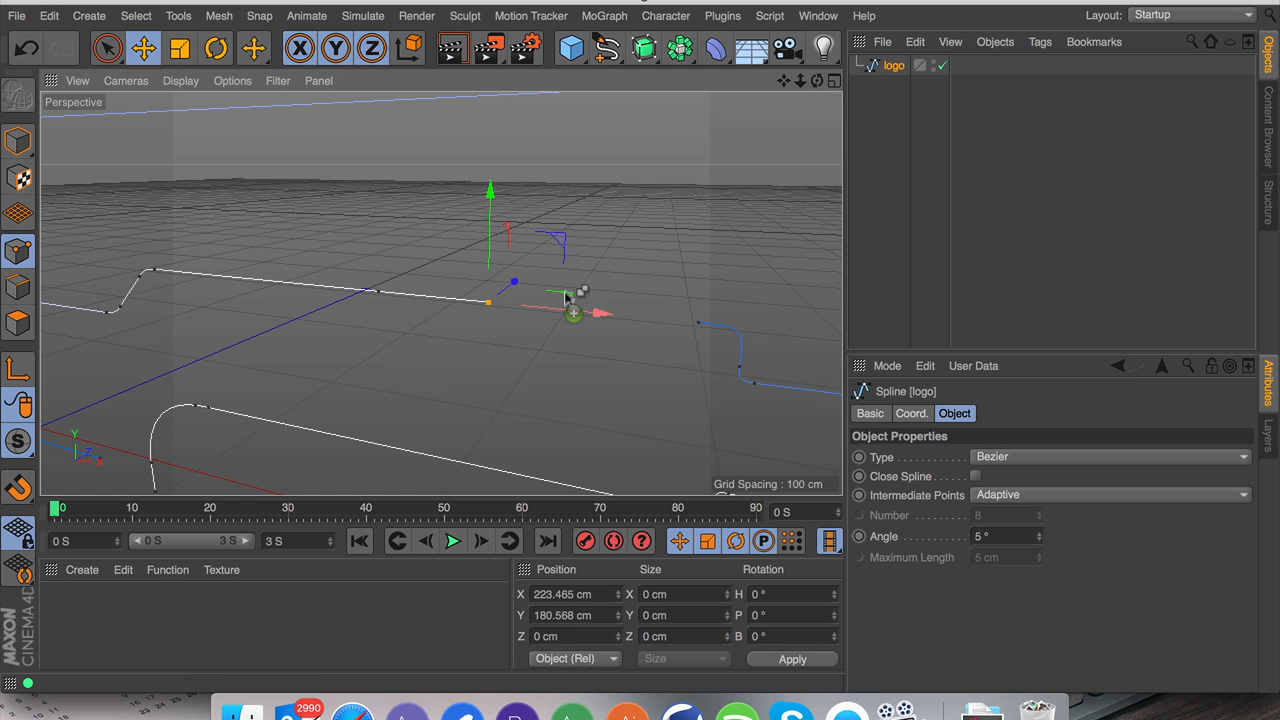 File Edit Create Select Tools Mesh Snap Animate Simulate Render Sculpt Motion Tracker MoGraph Character Plugins Script Window Help Layout: Startup
X Y Z
File Edit View Objects Tags Bookmarks
View Cameras Display Options Filter Panel
Perspective
logo
Objects
Content Browser
Structure
Y
Z
X
Grid Spacing : 100 cm
Mode Edit User Data
Attributes
Layers
Spline [logo]
Basic Coord. Object
Object Properties
Type Bezier
Close Spline
Intermediate Points Adaptive
Number 8
Angle 5 °
Maximum Length 5 cm
S
0 10 20 30 40 50 60 70 80 90 0 S
0 S 0 S 3 S 3 S
P
Create Edit Function Texture
Position Size Rotation
X 223.465 cm X 0 cm H 0 °
Y 180.568 cm Y 0 cm P 0 °
Z 0 cm Z 0 cm B 0 °
Object (Rel) Size Apply
MAXON
CINEMA 4D
2990